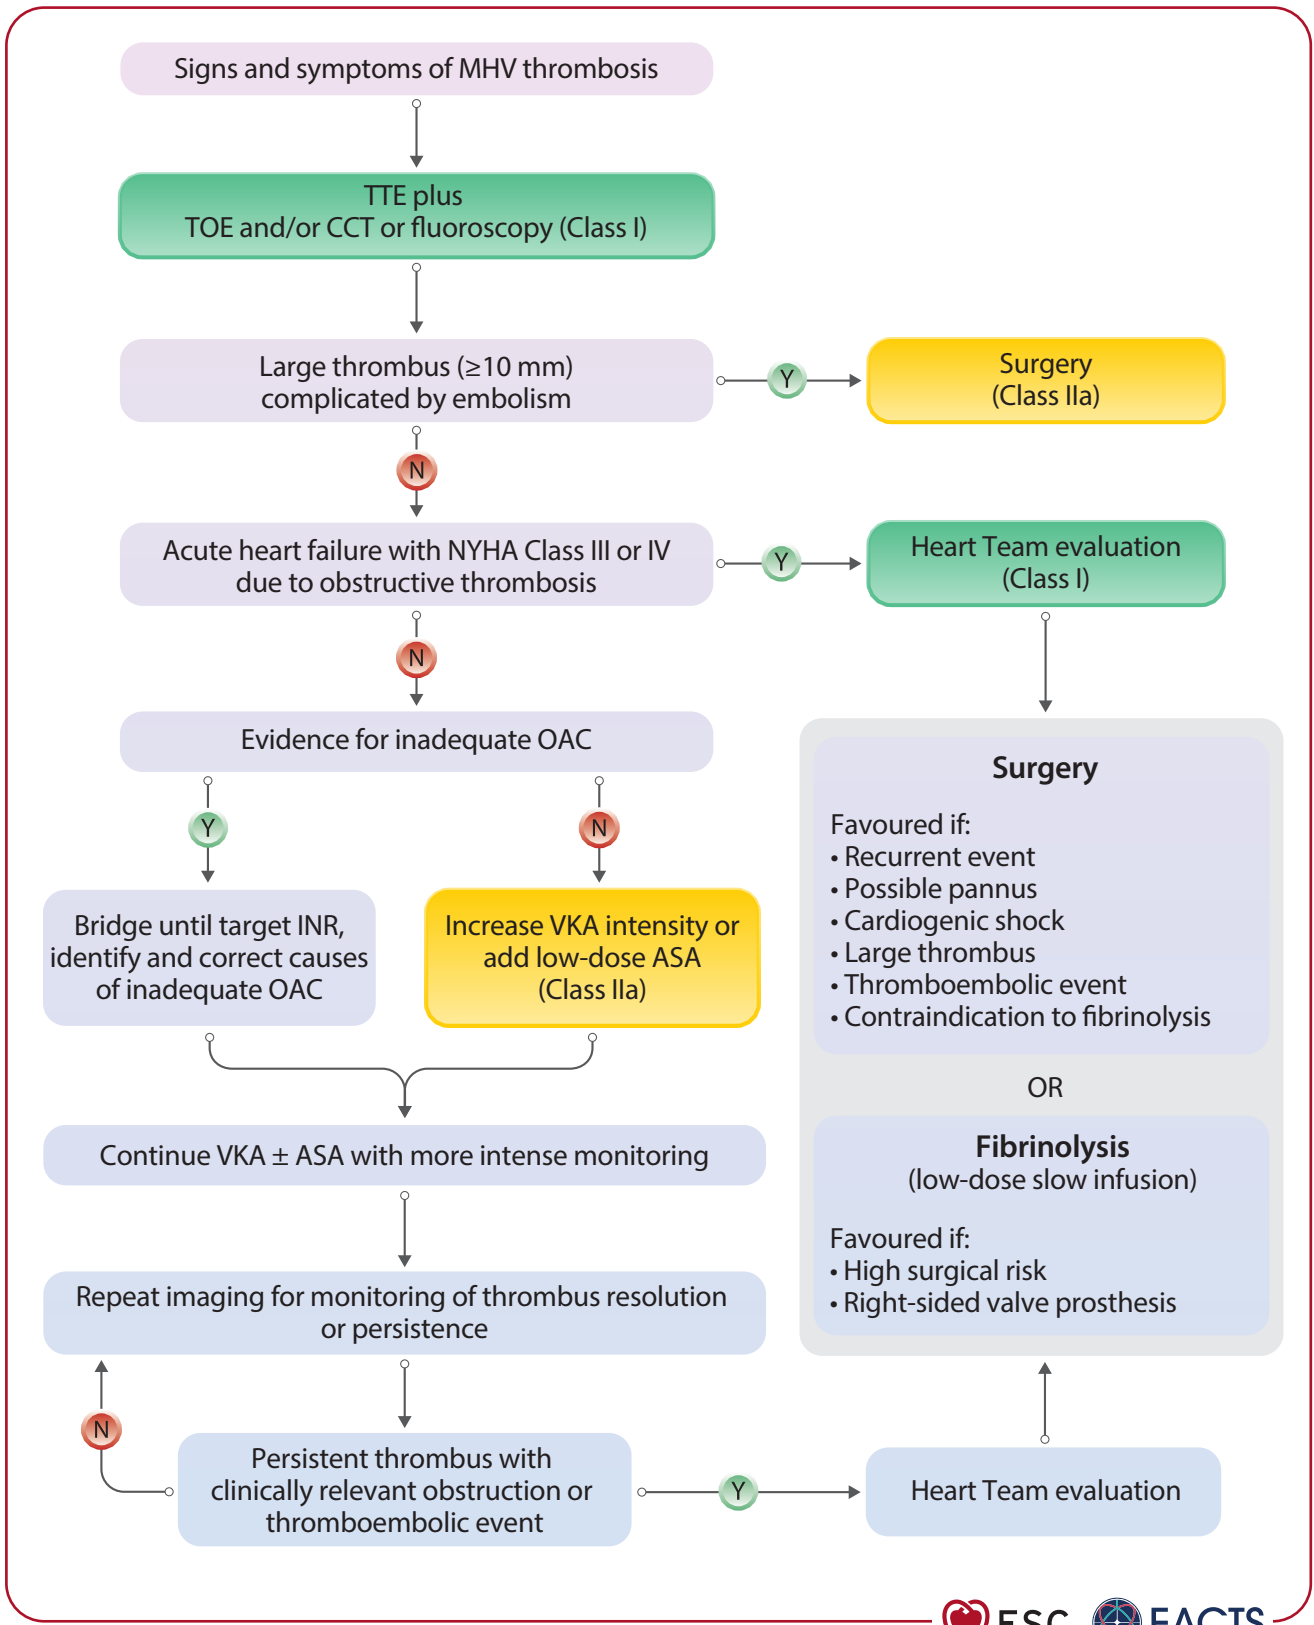 Signs and symptoms of MHV thrombosis
TTE plus
TOE and/or CCT or fluoroscopy (Class I)
Large thrombus (≥10 mm)
complicated by embolism
Y
Surgery
(Class IIa)
N
Acute heart failure with NYHA Class III or IV
due to obstructive thrombosis
Y
Heart Team evaluation
(Class I)
N
Evidence for inadequate OAC
Y
N
Bridge until target INR,
identify and correct causes
of inadequate OAC
Increase VKA intensity or
add low-dose ASA
(Class IIa)
Surgery
Favoured if:
• Recurrent event
• Possible pannus
• Cardiogenic shock
• Large thrombus
• Thromboembolic event
• Contraindication to fibrinolysis
OR
Fibrinolysis
(low-dose slow infusion)
Favoured if:
• High surgical risk
• Right-sided valve prosthesis
Continue VKA ± ASA with more intense monitoring
Repeat imaging for monitoring of thrombus resolution
or persistence
N
Persistent thrombus with
clinically relevant obstruction or
thromboembolic event
Y
Heart Team evaluation
ESC
EACTS